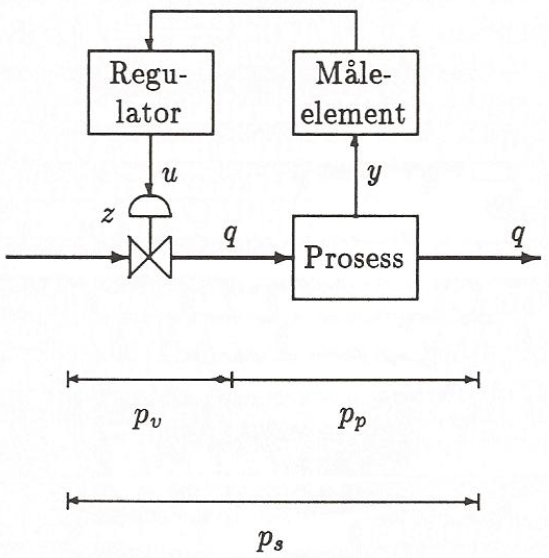 Regu-
lator
Måle-
element
u
y
z
q
Prosess
q
p_v
p_p
p_s